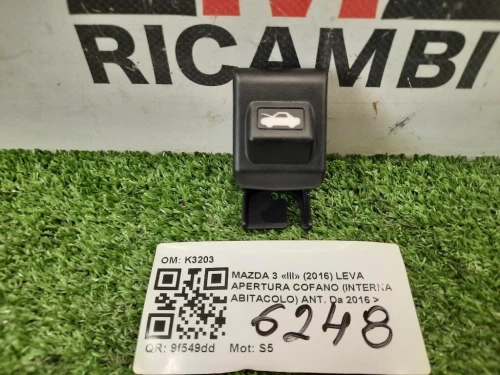 RICAMBI
OM: K3203
MAZDA 3 «III» (2016) LEVA
APERTURA COFANO (INTERNA
ABITACOLO) ANT. Da 2016 >
6248
QR: 9f549dd Mot: S5